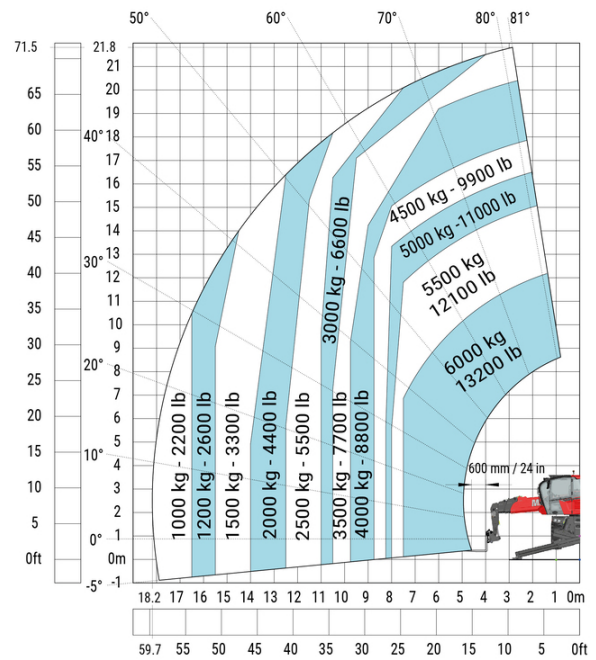 50° 60° 70° 80° 81°
71.5 21.8
21
65 20
19
60 40° 18
17
55 16
50 15
14
45 13
40 30° 12
11
35 10
30 9
8
25 20° 7
20 6
5
15 10° 4
3
10 2
5 0° 1
0ft 0m
-5° -1
1000 kg - 2200 lb
1200 kg - 2600 lb
1500 kg - 3300 lb
2000 kg - 4400 lb
2500 kg - 5500 lb
3000 kg - 6600 lb
3500 kg - 7700 lb
4000 kg - 8800 lb
4500 kg - 9900 lb
5000 kg -11000 lb
5500 kg
12100 lb
6000 kg
13200 lb
600 mm / 24 in
18.2 17 16 15 14 13 12 11 10 9 8 7 6 5 4 3 2 1 0m
59.7 55 50 45 40 35 30 25 20 15 10 5 0ft